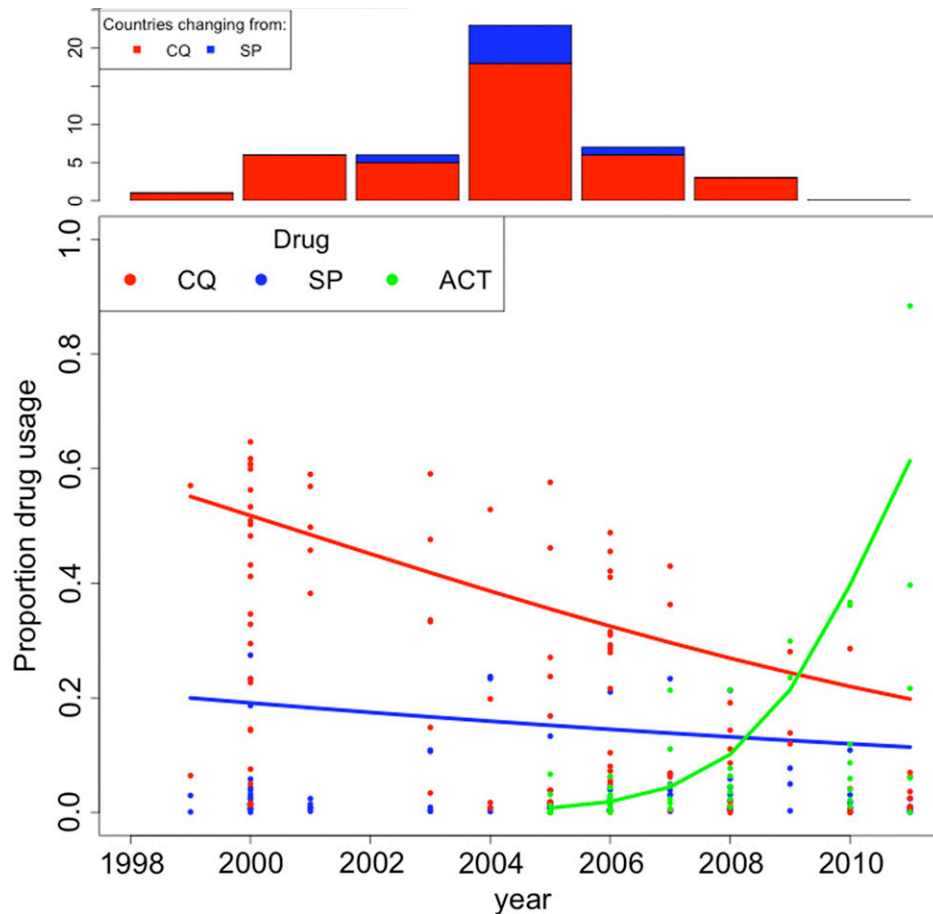 Countries changing from:
CQ SP
20
10
5
0
Drug
CQ SP ACT
1.0
0.8
0.6
0.4
0.2
0.0
Proportion drug usage
1998 2000 2002 2004 2006 2008 2010
year